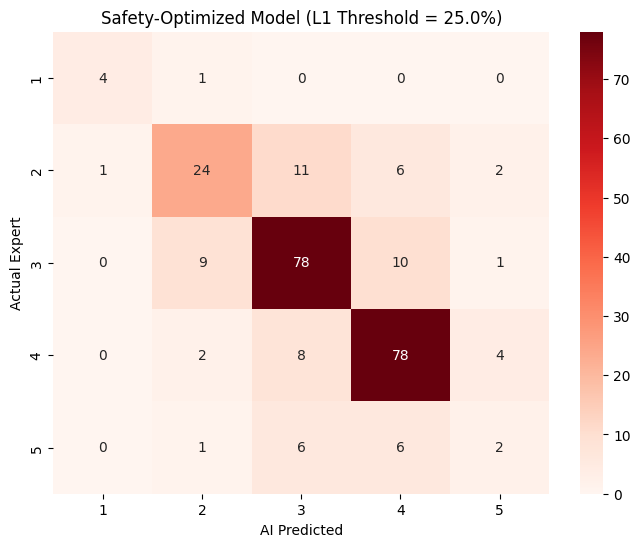 Safety-Optimized Model (L1 Threshold = 25.0%)
Actual Expert
1 4 1 0 0 0
2 1 24 11 6 2
3 0 9 78 10 1
4 0 2 8 78 4
5 0 1 6 6 2
1 2 3 4 5
AI Predicted
70
60
50
40
30
20
10
0